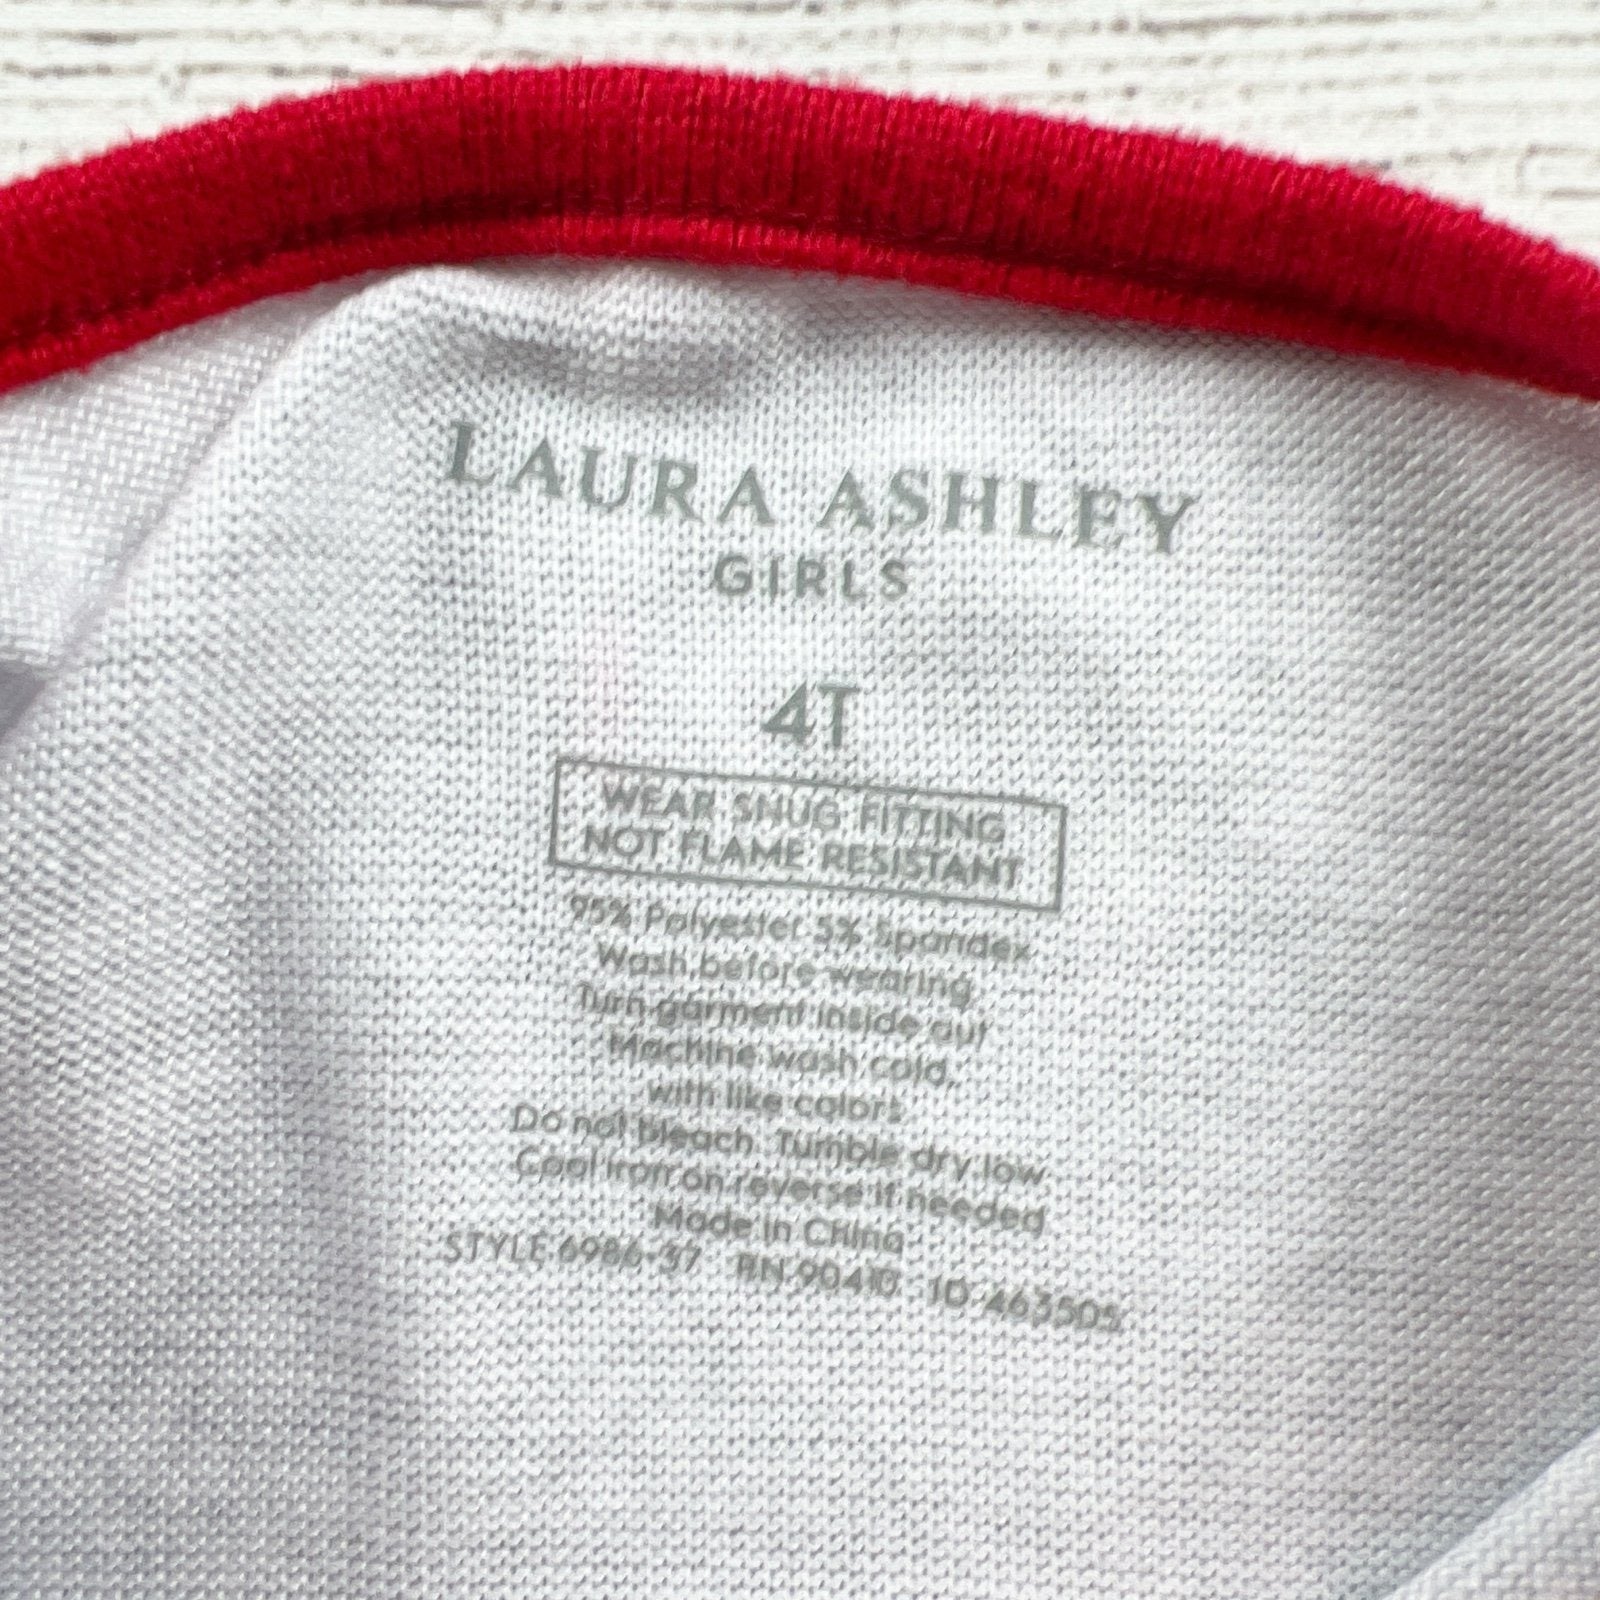 LAURA ASHLEY
GIRLS
4T
WEAR SNUG FITTING
NOT FLAME RESISTANT
95% Polyester 5% Spandex
Wash before wearing
Turn garment inside out
Machine wash cold,
with like colors
Do not bleach. Tumble dry low
Cool iron on reverse if needed
Made in China
STYLE 6986-37 RN 90410 ID 463505